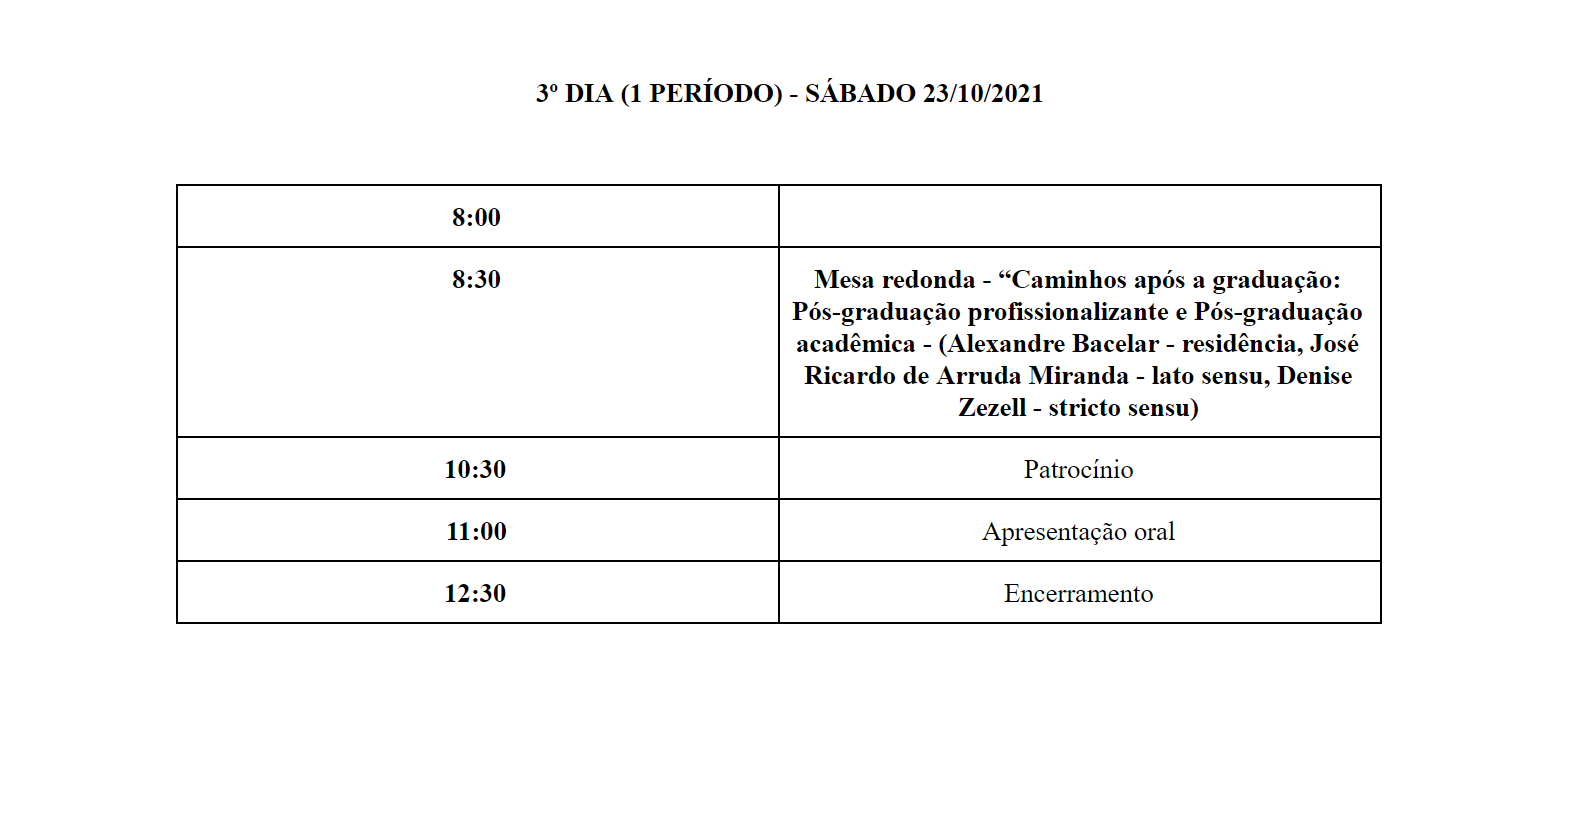 3º DIA (1 PERÍODO) - SÁBADO 23/10/2021
8:00
8:30
Mesa redonda - “Caminhos após a graduação:
Pós-graduação profissionalizante e Pós-graduação
acadêmica - (Alexandre Bacelar - residência, José
Ricardo de Arruda Miranda - lato sensu, Denise
Zezell - stricto sensu)
10:30
Patrocínio
11:00
Apresentação oral
12:30
Encerramento